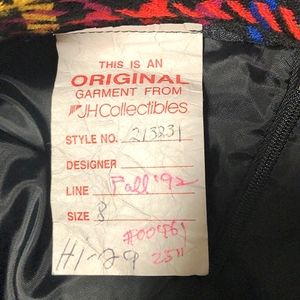 THIS IS AN
ORIGINAL
GARMENT FROM
JHCollectibles
STYLE NO. 213231
DESIGNER
LINE Fall '92
SIZE 8
#00461
H1-29 25"